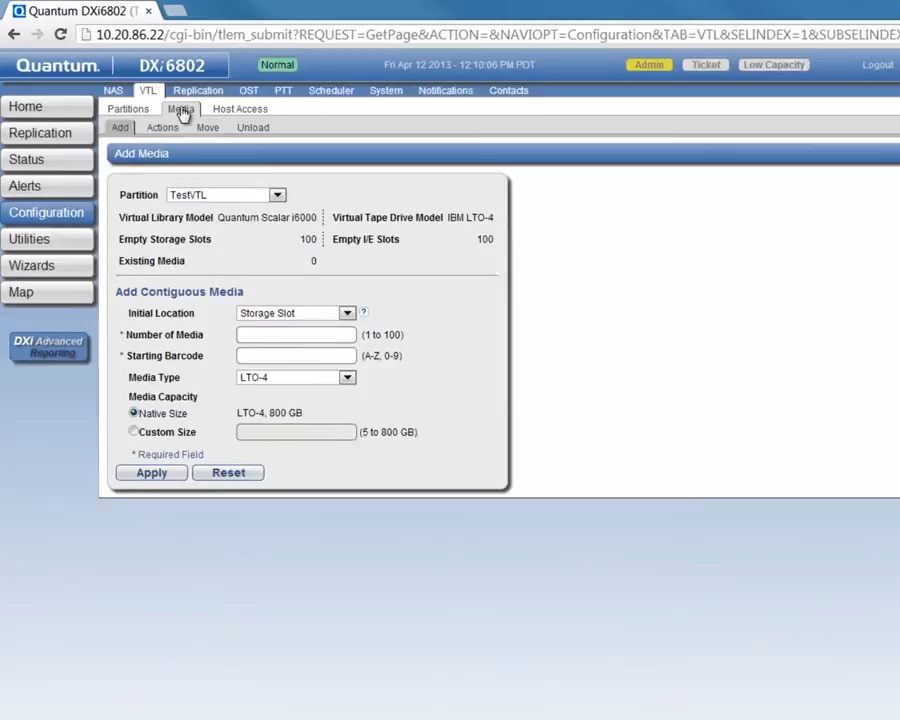 Quantum DXi6802 (T
10.20.86.22/cgi-bin/tlem_submit?REQUEST=GetPage&ACTION=&NAVIOPT=Configuration&TAB=VTL&SELINDEX=1&SUBSELINDEX
Quantum. DXi6802 Normal Fri Apr 12 2013 - 12:10:06 PM PDT Admin Ticket Low Capacity Logout
NAS VTL Replication OST PTT Scheduler System Notifications Contacts
Home
Replication
Status
Alerts
Configuration
Utilities
Wizards
Map
DXi Advanced
Reporting
Partitions Media Host Access
Add Actions Move Unload
Add Media
Partition TestVTL
Virtual Library Model Quantum Scalar i6000 Virtual Tape Drive Model IBM LTO-4
Empty Storage Slots 100 Empty I/E Slots 100
Existing Media 0
Add Contiguous Media
Initial Location Storage Slot ?
* Number of Media (1 to 100)
* Starting Barcode (A-Z, 0-9)
Media Type LTO-4
Media Capacity
Native Size LTO-4, 800 GB
Custom Size (5 to 800 GB)
* Required Field
Apply Reset